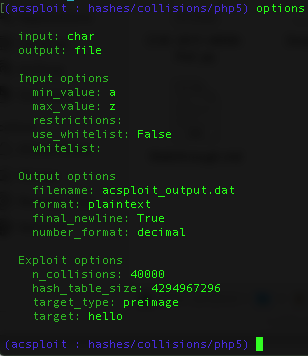 [(acsploit : hashes/collisions/php5) options
input: char
output: file
Input options
min_value: a
max_value: z
restrictions:
use_whitelist: False
whitelist:
Output options
filename: acsploit_output.dat
format: plaintext
final_newline: True
number_format: decimal
Exploit options
n_collisions: 40000
hash_table_size: 4294967296
target_type: preimage
target: hello
(acsploit : hashes/collisions/php5)